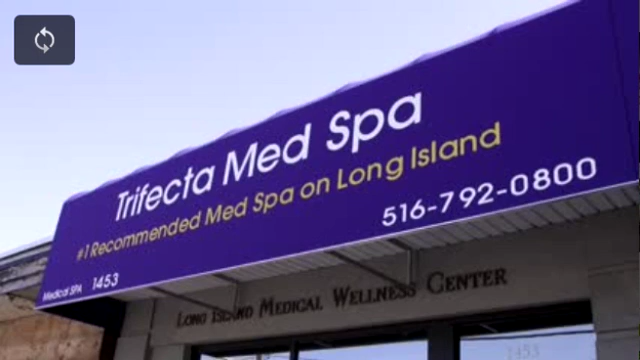 Trifecta Med Spa
#1 Recommended Med Spa on Long Island
516-792-0800
Medical SPA 1453
LONG ISLAND MEDICAL WELLNESS CENTER
1453